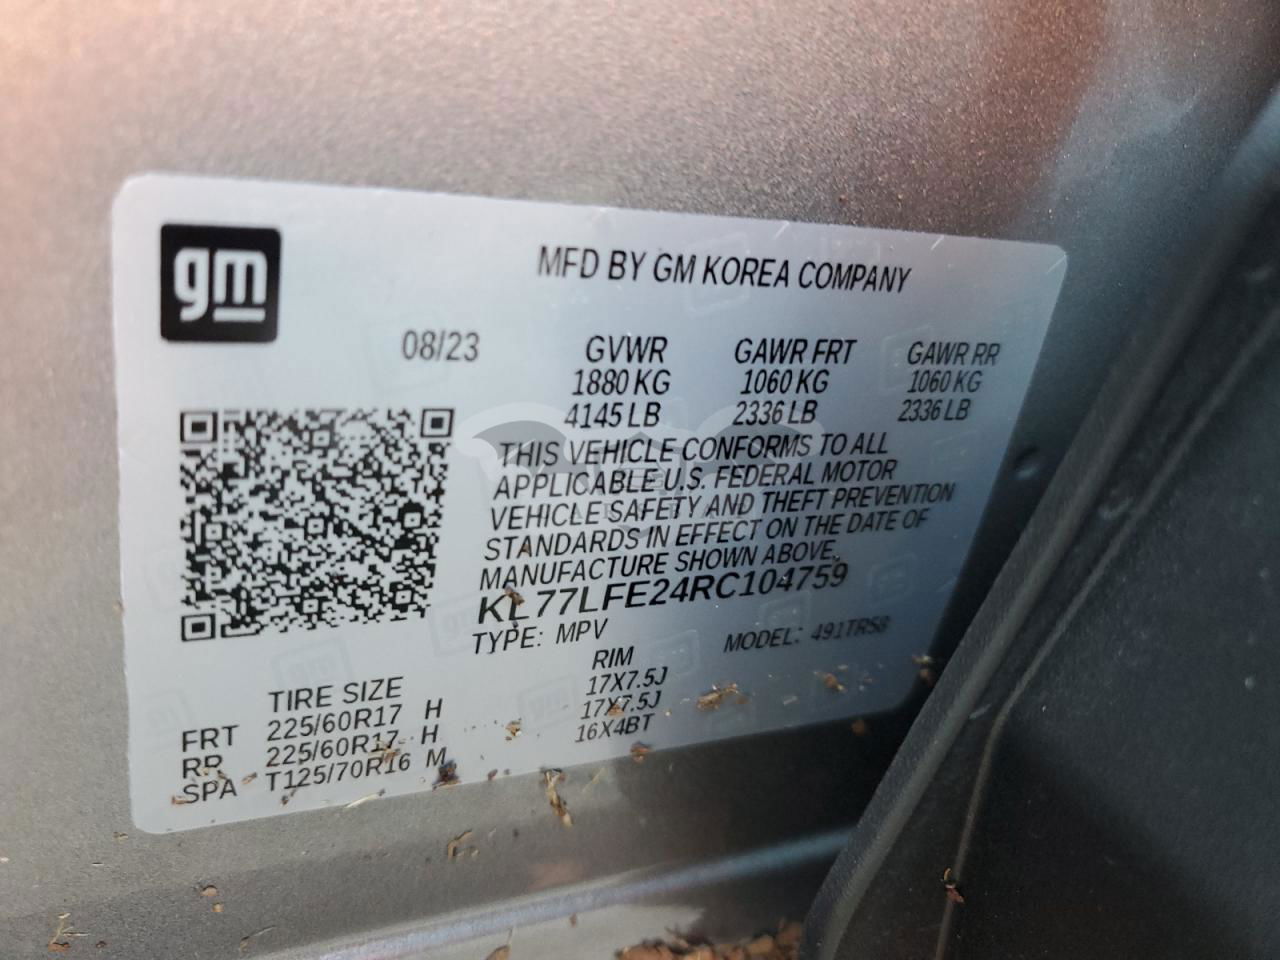 gm
MFD BY GM KOREA COMPANY
08/23 GVWR GAWR FRT GAWR RR
1880 KG 1060 KG 1060 KG
4145 LB 2336 LB 2336 LB
THIS VEHICLE CONFORMS TO ALL
APPLICABLE U.S. FEDERAL MOTOR
VEHICLE SAFETY AND THEFT PREVENTION
STANDARDS IN EFFECT ON THE DATE OF
MANUFACTURE SHOWN ABOVE.
KL77LFE24RC104759
TYPE: MPV MODEL: 491TR58
TIRE SIZE RIM
FRT 225/60R17 H 17X7.5J
RR 225/60R17 H 17X7.5J
SPA T125/70R16 M 16X4BT